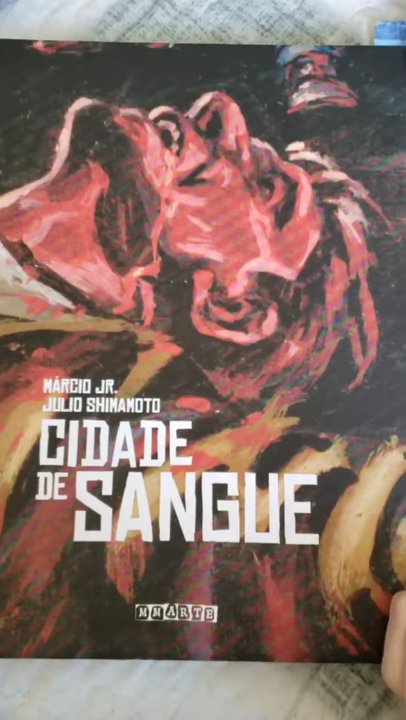 MÁRCIO JR.
JULIO SHIMAMOTO
CIDADE
DE SANGUE
MMARTE